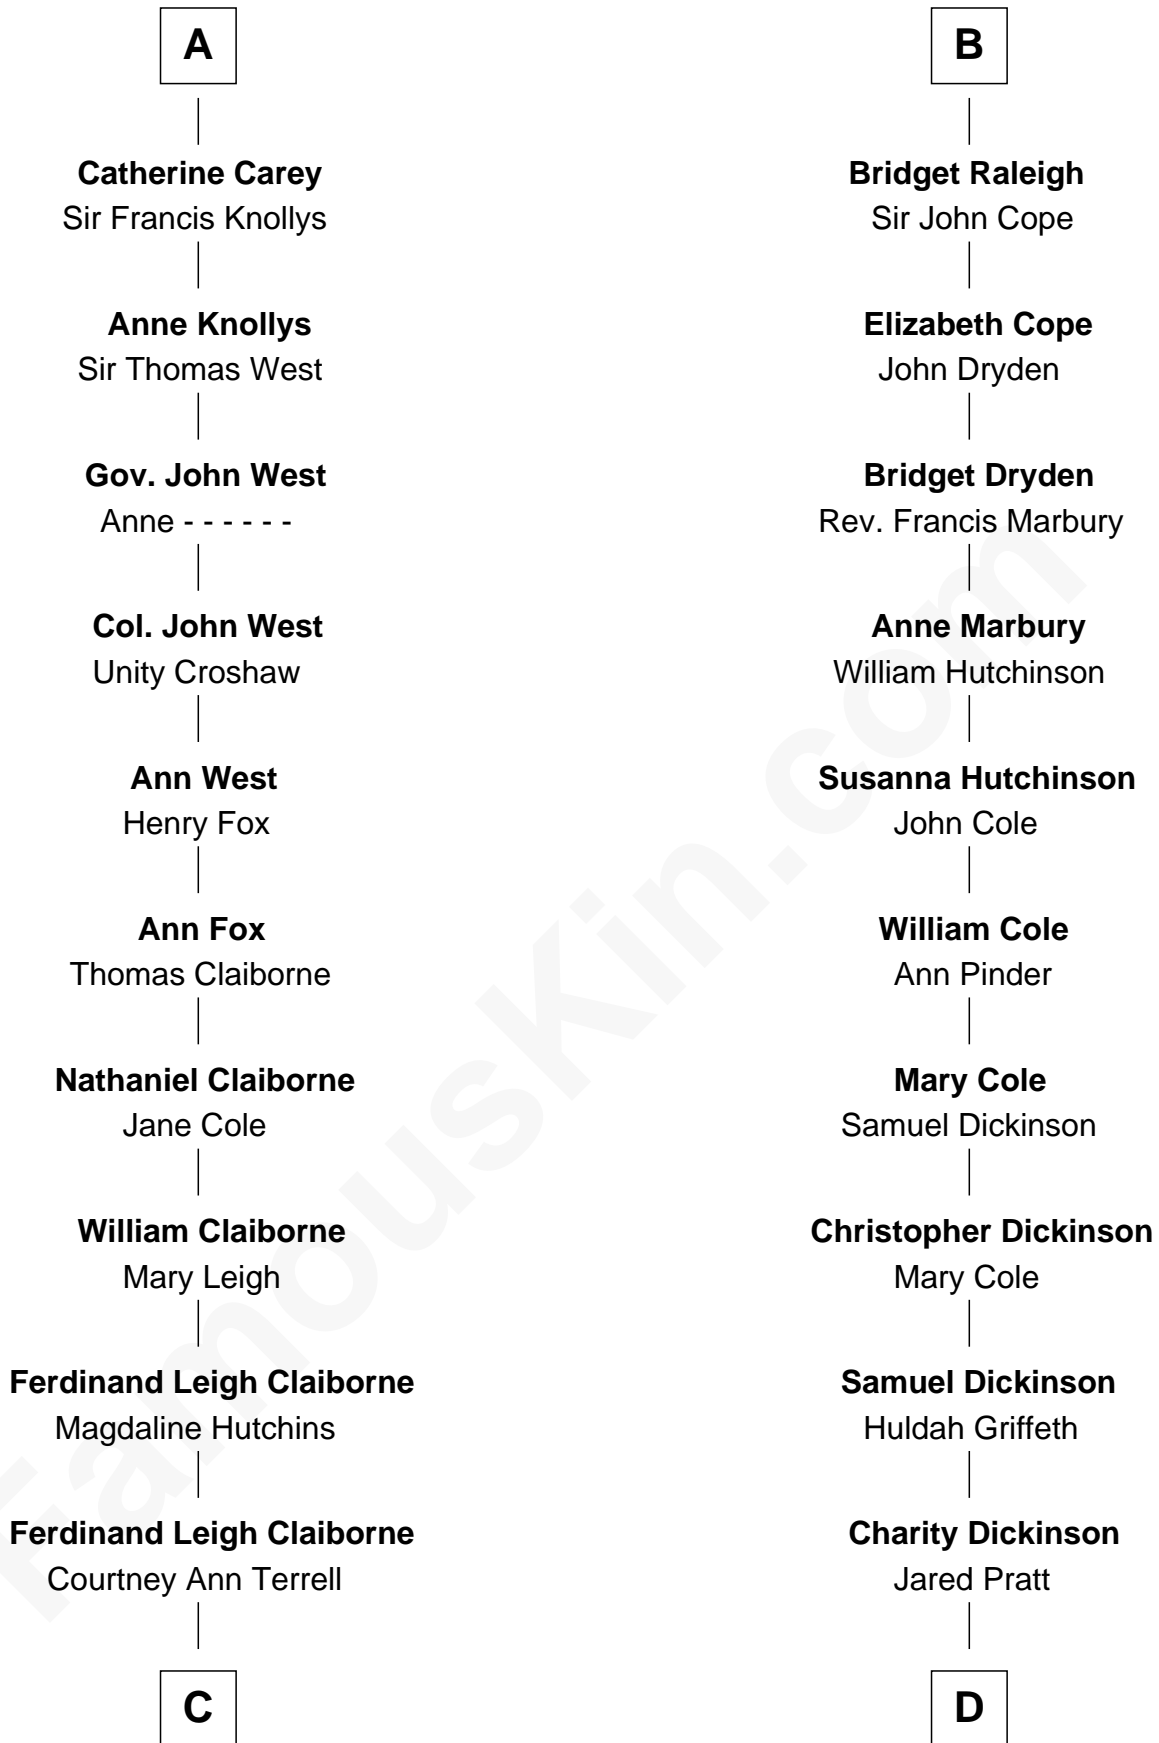 A
Catherine Carey
Sir Francis Knollys
Anne Knollys
Sir Thomas West
Gov. John West
Anne - - - - - -
Col. John West
Unity Croshaw
Ann West
Henry Fox
Ann Fox
Thomas Claiborne
Nathaniel Claiborne
Jane Cole
William Claiborne
Mary Leigh
Ferdinand Leigh Claiborne
Magdaline Hutchins
Ferdinand Leigh Claiborne
Courtney Ann Terrell
C
B
Bridget Raleigh
Sir John Cope
Elizabeth Cope
John Dryden
Bridget Dryden
Rev. Francis Marbury
Anne Marbury
William Hutchinson
Susanna Hutchinson
John Cole
William Cole
Ann Pinder
Mary Cole
Samuel Dickinson
Christopher Dickinson
Mary Cole
Samuel Dickinson
Huldah Griffeth
Charity Dickinson
Jared Pratt
D
FamousKin.com